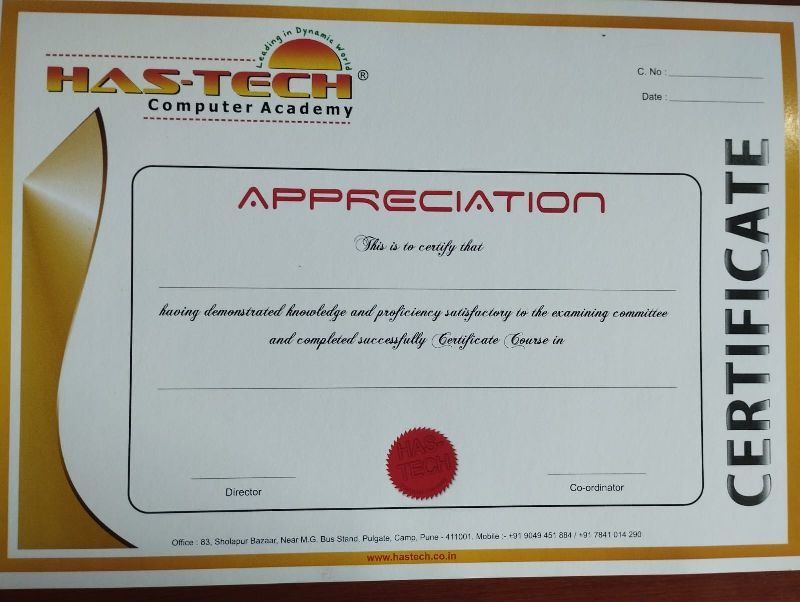 Leading in Dynamic World
HAS-TECH®
Computer Academy
C. No :
Date :
APPRECIATION
This is to certify that
having demonstrated knowledge and proficiency satisfactory to the examining committee
and completed successfully Certificate Course in
HAS-
TECH
Director
Co-ordinator
CERTIFICATE
Office : 83, Sholapur Bazaar, Near M.G. Bus Stand, Pulgate, Camp, Pune - 411001. Mobile :- +91 9049 451 884 / +91 7841 014 290
www.hastech.co.in